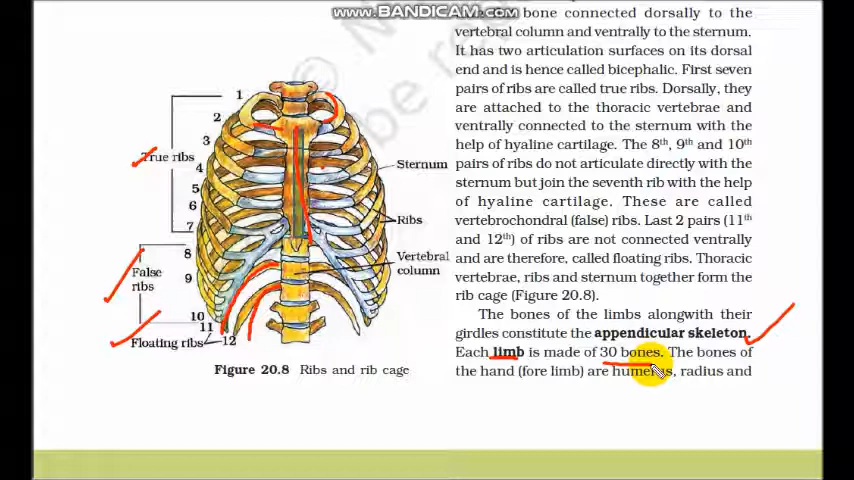 www.BANDICAM.com
bone connected dorsally to the
vertebral column and ventrally to the sternum.
It has two articulation surfaces on its dorsal
end and is hence called bicephalic. First seven
pairs of ribs are called true ribs. Dorsally, they
are attached to the thoracic vertebrae and
ventrally connected to the sternum with the
help of hyaline cartilage. The 8th, 9th and 10th
pairs of ribs do not articulate directly with the
sternum but join the seventh rib with the help
of hyaline cartilage. These are called
vertebrochondral (false) ribs. Last 2 pairs (11th
and 12th) of ribs are not connected ventrally
and are therefore, called floating ribs. Thoracic
vertebrae, ribs and sternum together form the
rib cage (Figure 20.8).
The bones of the limbs alongwith their
girdles constitute the appendicular skeleton.
Each limb is made of 30 bones. The bones of
the hand (fore limb) are humerus, radius and
1
2
3
True ribs
4
5
6
7
8
False
ribs
9
10
11
Floating ribs
12
Sternum
Ribs
Vertebral
column
Figure 20.8 Ribs and rib cage